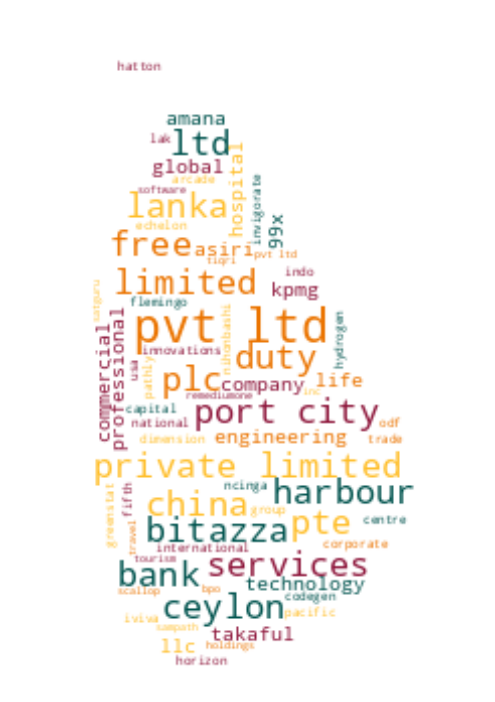 hatton
amana
lak
ltd
hospital
global
arcade
invigorate
software
lanka
99x
echelon
free
asiri
pvt ltd
tiqri
indo
limited
kpmg
satguru
flemingo
nihonbashi
pvt ltd
hydrogen
commercial
professional
innovations
duty
usa
pathly
plc
company
life
remediumone
inc
capital
port city
national
odf
dimension
engineering
trade
private limited
ncinga
harbour
greenstat
fifth
china
group
pte
centre
travel
bitazza
international
corporate
tourism
services
bank
technology
scallop
bpo
codegen
ceylon
pacific
iviva
sampath
takaful
llc
holdings
horizon